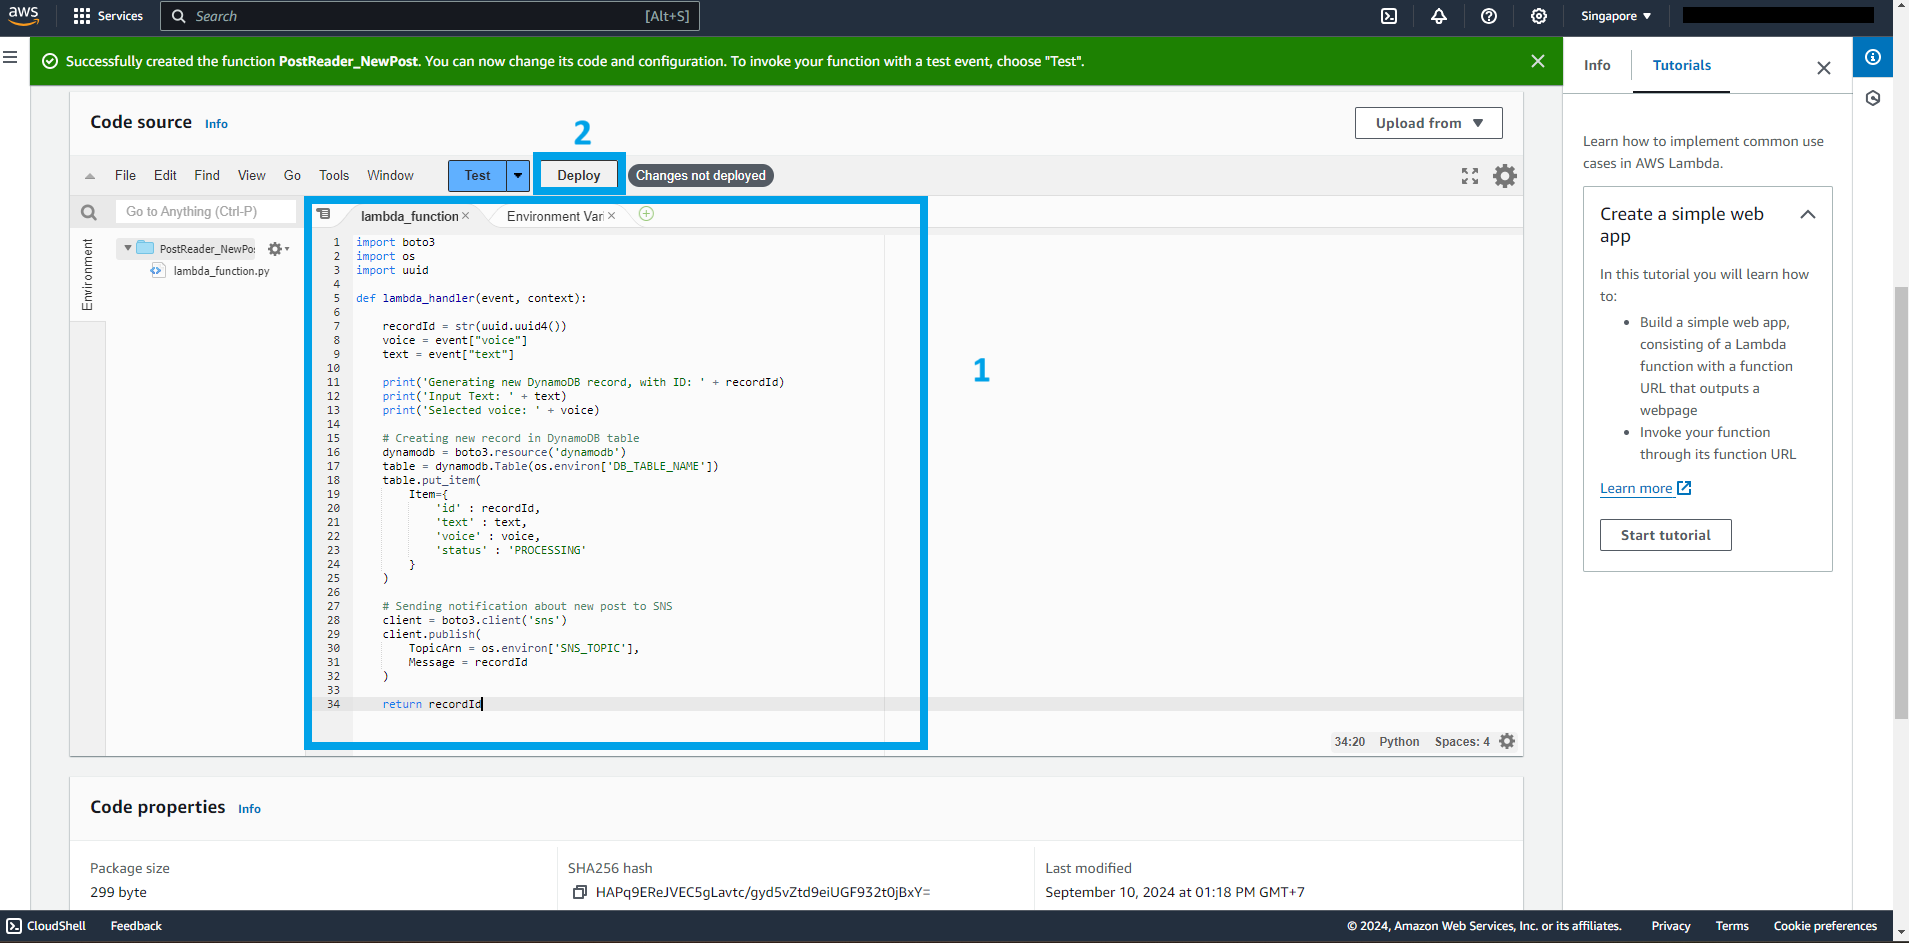 aws Services Search [Alt+S] Singapore
Successfully created the function PostReader_NewPost. You can now change its code and configuration. To invoke your function with a test event, choose "Test".
Code source Info
Upload from
2
File Edit Find View Go Tools Window Test Deploy Changes not deployed
Go to Anything (Ctrl-P)
Environment
PostReader_NewPo
lambda_function.py
lambda_function Environment Var
1 import boto3
2 import os
3 import uuid
4
5 def lambda_handler(event, context):
6
7 recordId = str(uuid.uuid4())
8 voice = event["voice"]
9 text = event["text"]
10
11 print('Generating new DynamoDB record, with ID: ' + recordId)
12 print('Input Text: ' + text)
13 print('Selected voice: ' + voice)
14
15 # Creating new record in DynamoDB table
16 dynamodb = boto3.resource('dynamodb')
17 table = dynamodb.Table(os.environ['DB_TABLE_NAME'])
18 table.put_item(
19 Item={
20 'id' : recordId,
21 'text' : text,
22 'voice' : voice,
23 'status' : 'PROCESSING'
24 }
25 )
26
27 # Sending notification about new post to SNS
28 client = boto3.client('sns')
29 client.publish(
30 TopicArn = os.environ['SNS_TOPIC'],
31 Message = recordId
32 )
33
34 return recordId
1
34:20 Python Spaces: 4
Code properties Info
Package size
299 byte
SHA256 hash
HAPq9EReJVEC5gLavtc/gyd5vZtd9eiUGF932t0jBxY=
Last modified
September 10, 2024 at 01:18 PM GMT+7
Info Tutorials
Learn how to implement common use
cases in AWS Lambda.
Create a simple web
app
In this tutorial you will learn how
to:
• Build a simple web app,
consisting of a Lambda
function with a function
URL that outputs a
webpage
• Invoke your function
through its function URL
Learn more
Start tutorial
CloudShell Feedback © 2024, Amazon Web Services, Inc. or its affiliates. Privacy Terms Cookie preferences